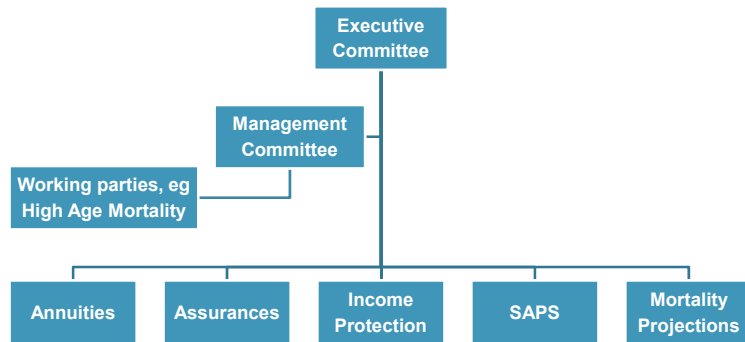 Executive
Committee
Management
Committee
Working parties, eg
High Age Mortality
Annuities
Assurances
Income
Protection
SAPS
Mortality
Projections